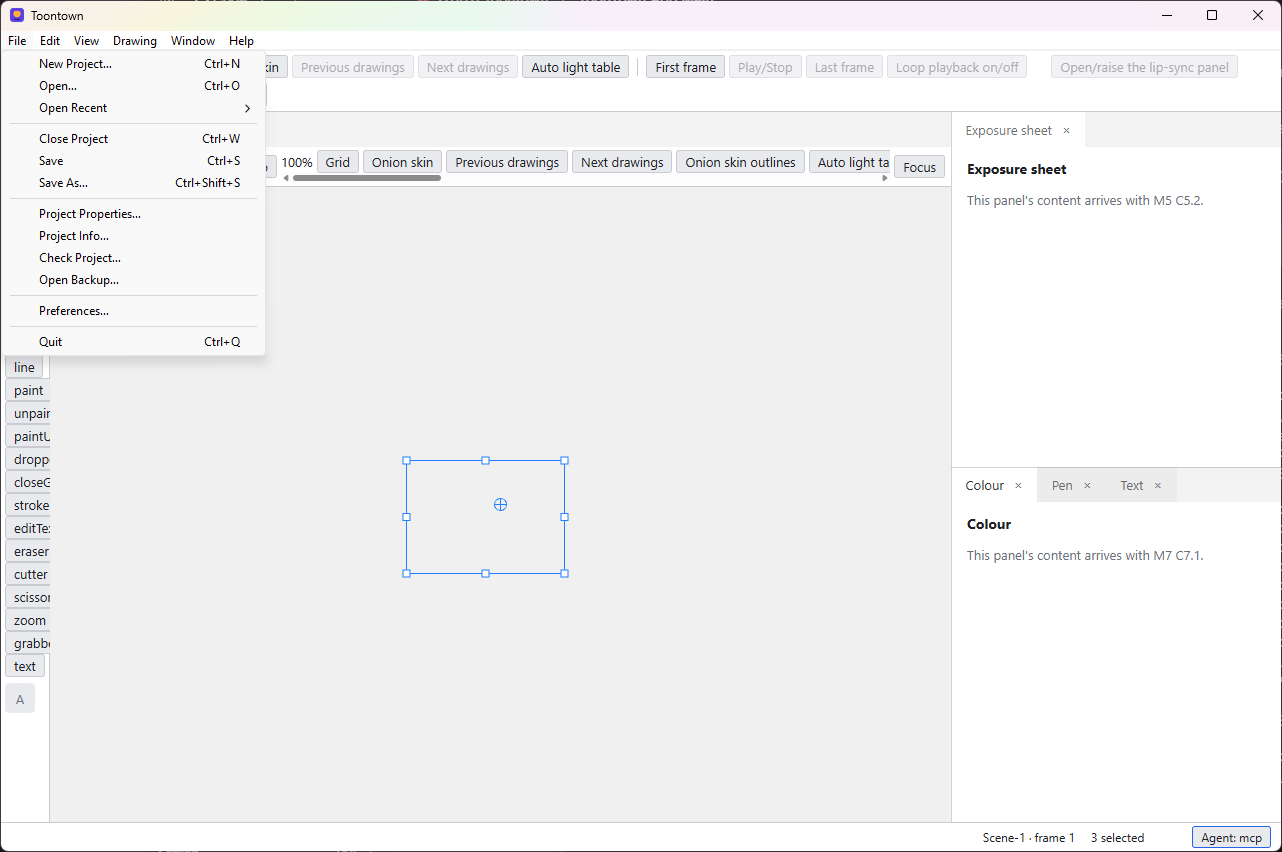 Toontown
File Edit View Drawing Window Help
New Project... Ctrl+N
Open... Ctrl+O
Open Recent
Close Project Ctrl+W
Save Ctrl+S
Save As... Ctrl+Shift+S
Project Properties...
Project Info...
Check Project...
Open Backup...
Preferences...
Quit Ctrl+Q
Previous drawings Next drawings Auto light table First frame Play/Stop Last frame Loop playback on/off Open/raise the lip-sync panel
100% Grid Onion skin Previous drawings Next drawings Onion skin outlines Auto light ta Focus
line
paint
unpair
paintU
dropp
closeG
stroke
editTe
eraser
cutter
scissor
zoom
grabbe
text
A
Exposure sheet ×
Exposure sheet
This panel's content arrives with M5 C5.2.
Colour × Pen × Text ×
Colour
This panel's content arrives with M7 C7.1.
Scene-1 · frame 1 3 selected Agent: mcp